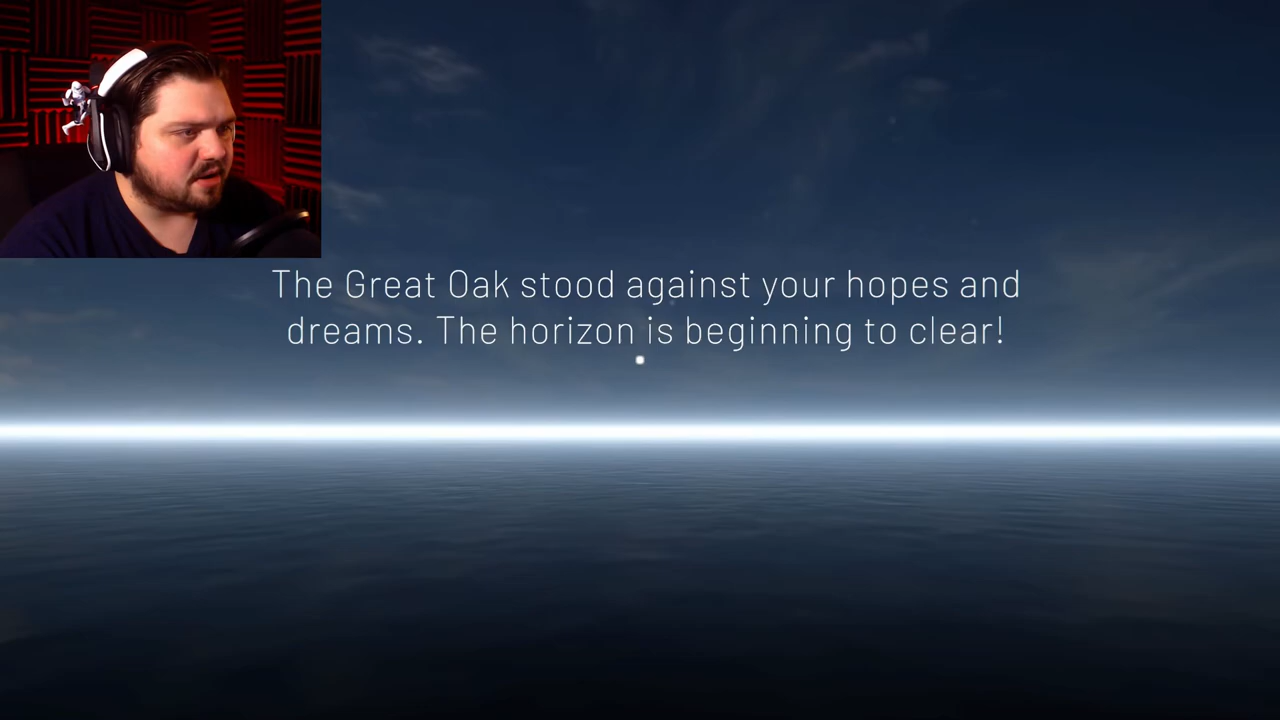 The Great Oak stood against your hopes and
dreams. The horizon is beginning to clear!